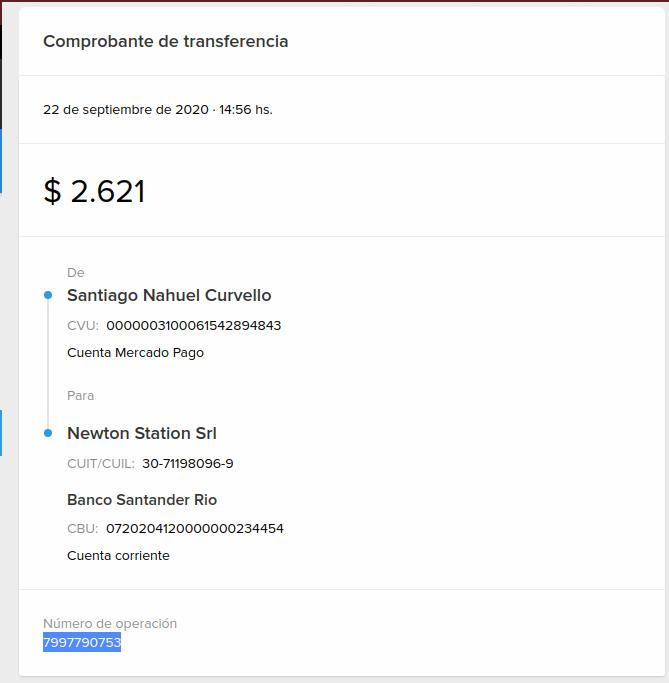 Comprobante de transferencia
22 de septiembre de 2020 · 14:56 hs.
$ 2.621
De
Santiago Nahuel Curvello
CVU: 0000003100061542894843
Cuenta Mercado Pago
Para
Newton Station Srl
CUIT/CUIL: 30-71198096-9
Banco Santander Rio
CBU: 0720204120000000234454
Cuenta corriente
Número de operación
7997790753